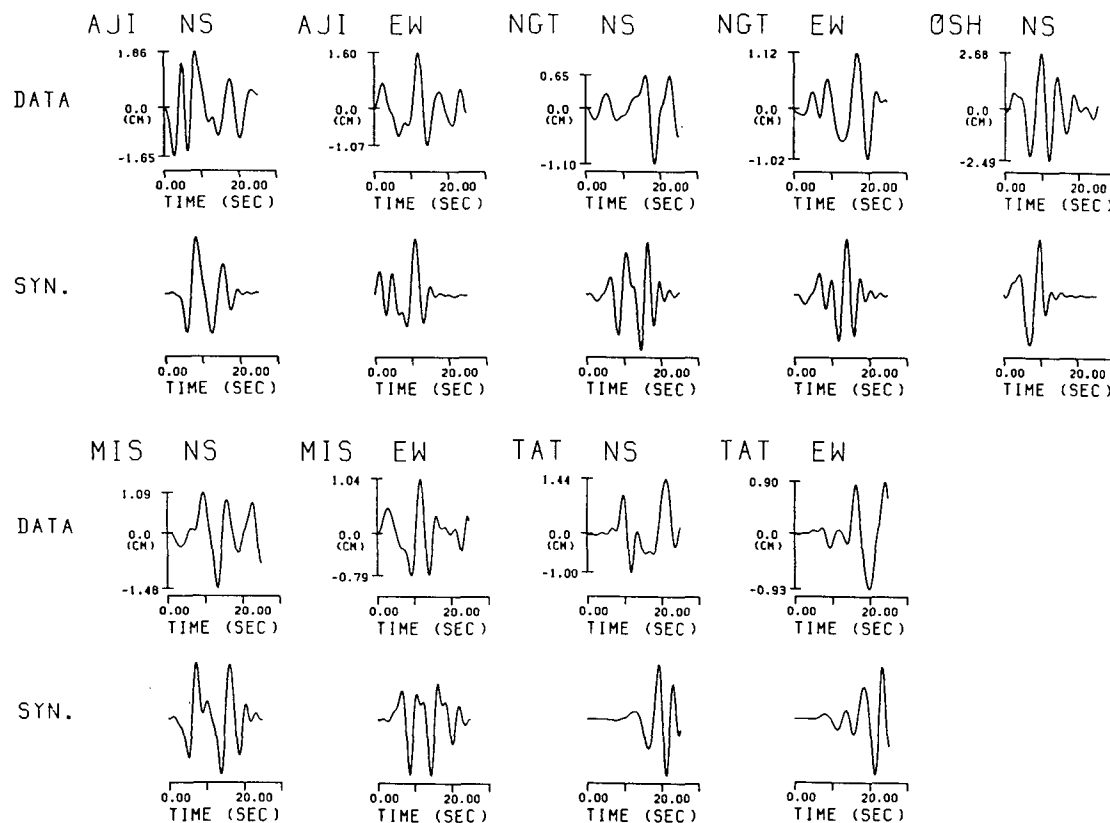 AJI NS AJI EW NGT NS NGT EW ØSH NS
DATA
1.86 0.0 (CM) -1.65 0.00 20.00 TIME (SEC)
1.60 0.0 (CM) -1.07 0.00 20.00 TIME (SEC)
0.65 0.0 (CM) -1.10 0.00 20.00 TIME (SEC)
1.12 0.0 (CM) -1.02 0.00 20.00 TIME (SEC)
2.68 0.0 (CM) -2.49 0.00 20.00 TIME (SEC)
SYN.
0.00 20.00 0.00 20.00 0.00 20.00 0.00 20.00 0.00 20.00
TIME (SEC) TIME (SEC) TIME (SEC) TIME (SEC) TIME (SEC)
MIS NS MIS EW TAT NS TAT EW
DATA
1.09 0.0 (CM) -1.48 0.00 20.00 TIME (SEC)
1.04 0.0 (CM) -0.79 0.00 20.00 TIME (SEC)
1.44 0.0 (CM) -1.00 0.00 20.00 TIME (SEC)
0.90 0.0 (CM) -0.93 0.00 20.00 TIME (SEC)
SYN.
0.00 20.00 0.00 20.00 0.00 20.00 0.00 20.00
TIME (SEC) TIME (SEC) TIME (SEC) TIME (SEC)